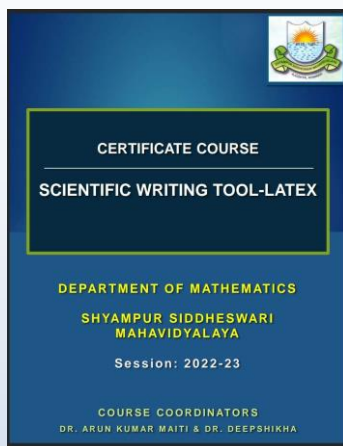 CERTIFICATE COURSE
SCIENTIFIC WRITING TOOL-LATEX
DEPARTMENT OF MATHEMATICS
SHYAMPUR SIDDHESWARI
MAHAVIDYALAYA
Session: 2022-23
COURSE COORDINATORS
DR. ARUN KUMAR MAITI & DR. DEEPSHIKHA